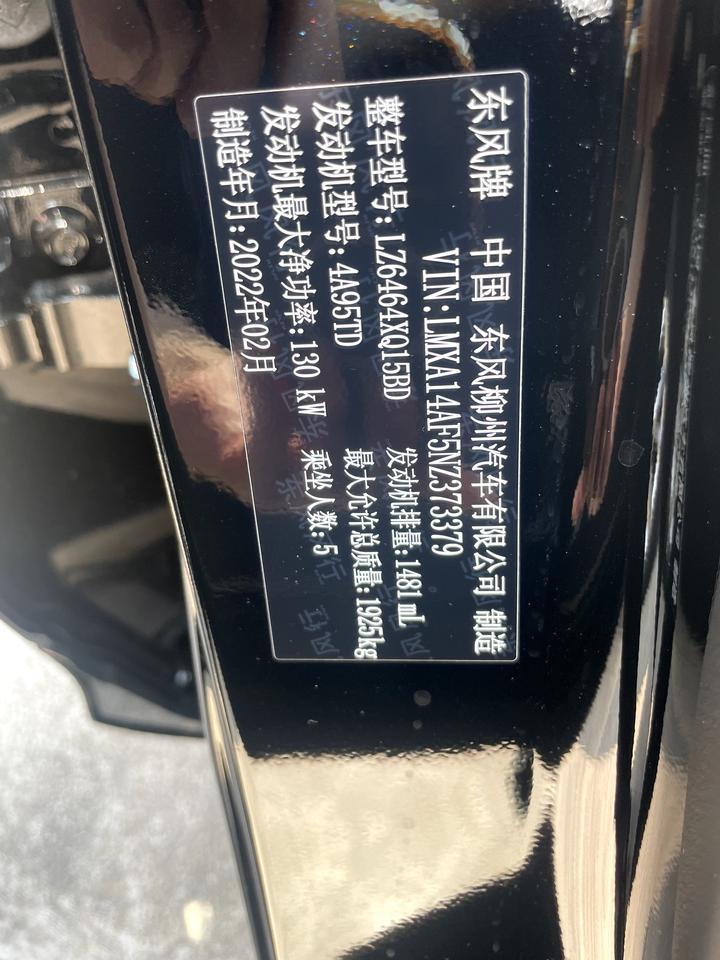 东风牌 中国 东风柳州汽车有限公司 制造
VIN:LMXA14AF5NZ373379
整车型号:LZ6464XQ15BD 发动机排量:1481 mL
发动机型号:4A95TD 最大允许总质量:1925kg
发动机最大净功率:130 kW 乘坐人数:5
制造年月:2022年02月